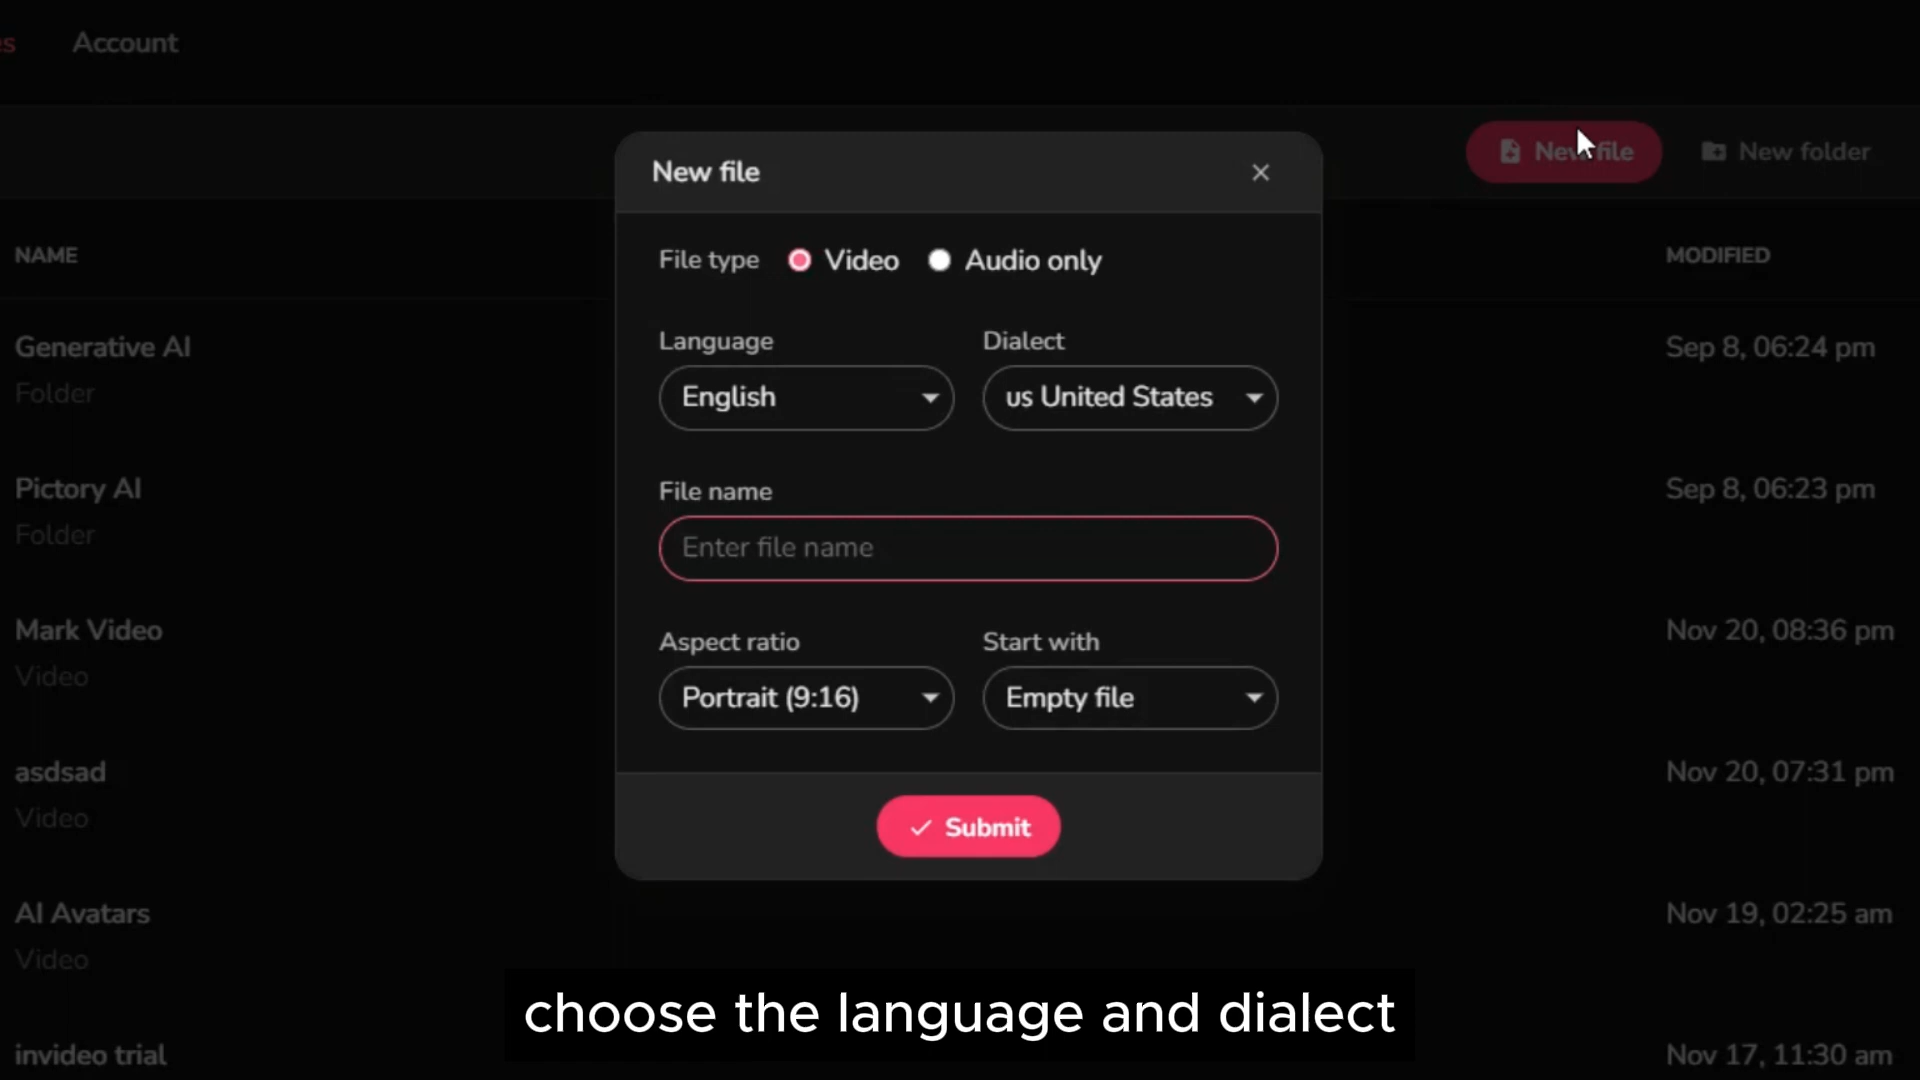 es Account
New file New folder
New file ×
NAME MODIFIED
File type Video Audio only
Language Dialect
English us United States
File name
Enter file name
Aspect ratio Start with
Portrait (9:16) Empty file
Submit
Generative AI Sep 8, 06:24 pm
Folder
Pictory AI Sep 8, 06:23 pm
Folder
Mark Video Nov 20, 08:36 pm
Video
asdsad Nov 20, 07:31 pm
Video
AI Avatars Nov 19, 02:25 am
Video
invideo trial Nov 17, 11:30 am
choose the language and dialect